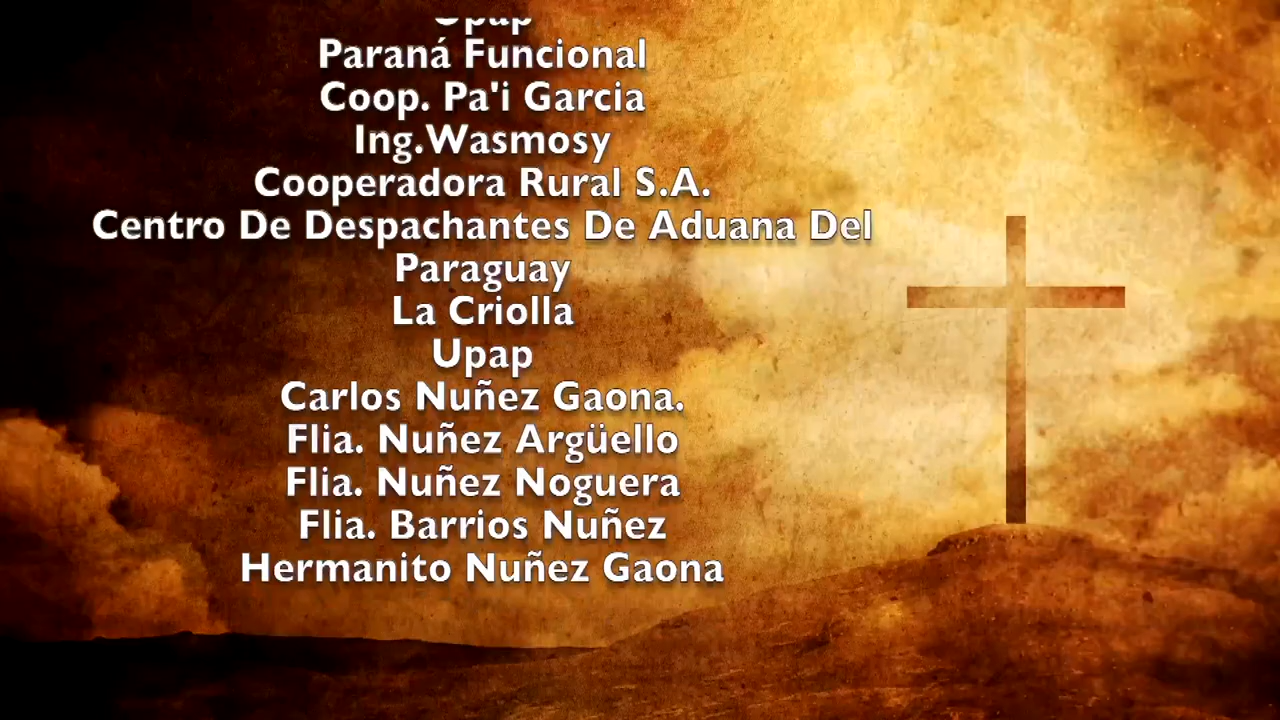 Upap
Paraná Funcional
Coop. Pa'i Garcia
Ing.Wasmosy
Cooperadora Rural S.A.
Centro De Despachantes De Aduana Del
Paraguay
La Criolla
Upap
Carlos Nuñez Gaona.
Flia. Nuñez Argüello
Flia. Nuñez Noguera
Flia. Barrios Nuñez
Hermanito Nuñez Gaona